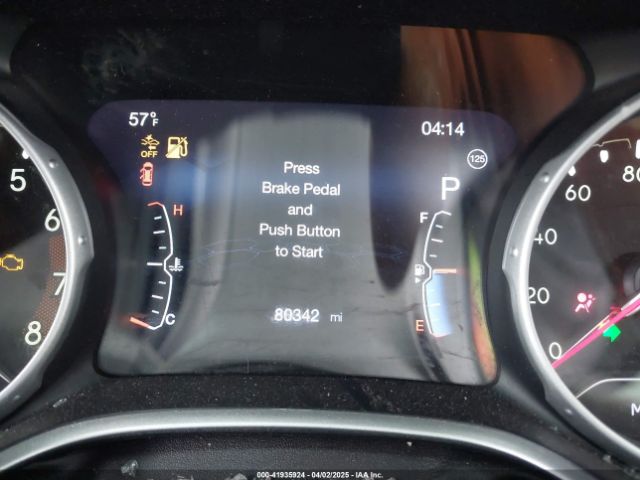 57°F
04:14
OFF
125
Press
Brake Pedal
and
Push Button
to Start
P
H
C
F
E
80342 mi
5
6
7
8
0
20
40
60
80
M
000-41935924 | 04/02/2025 - IAA, INC.